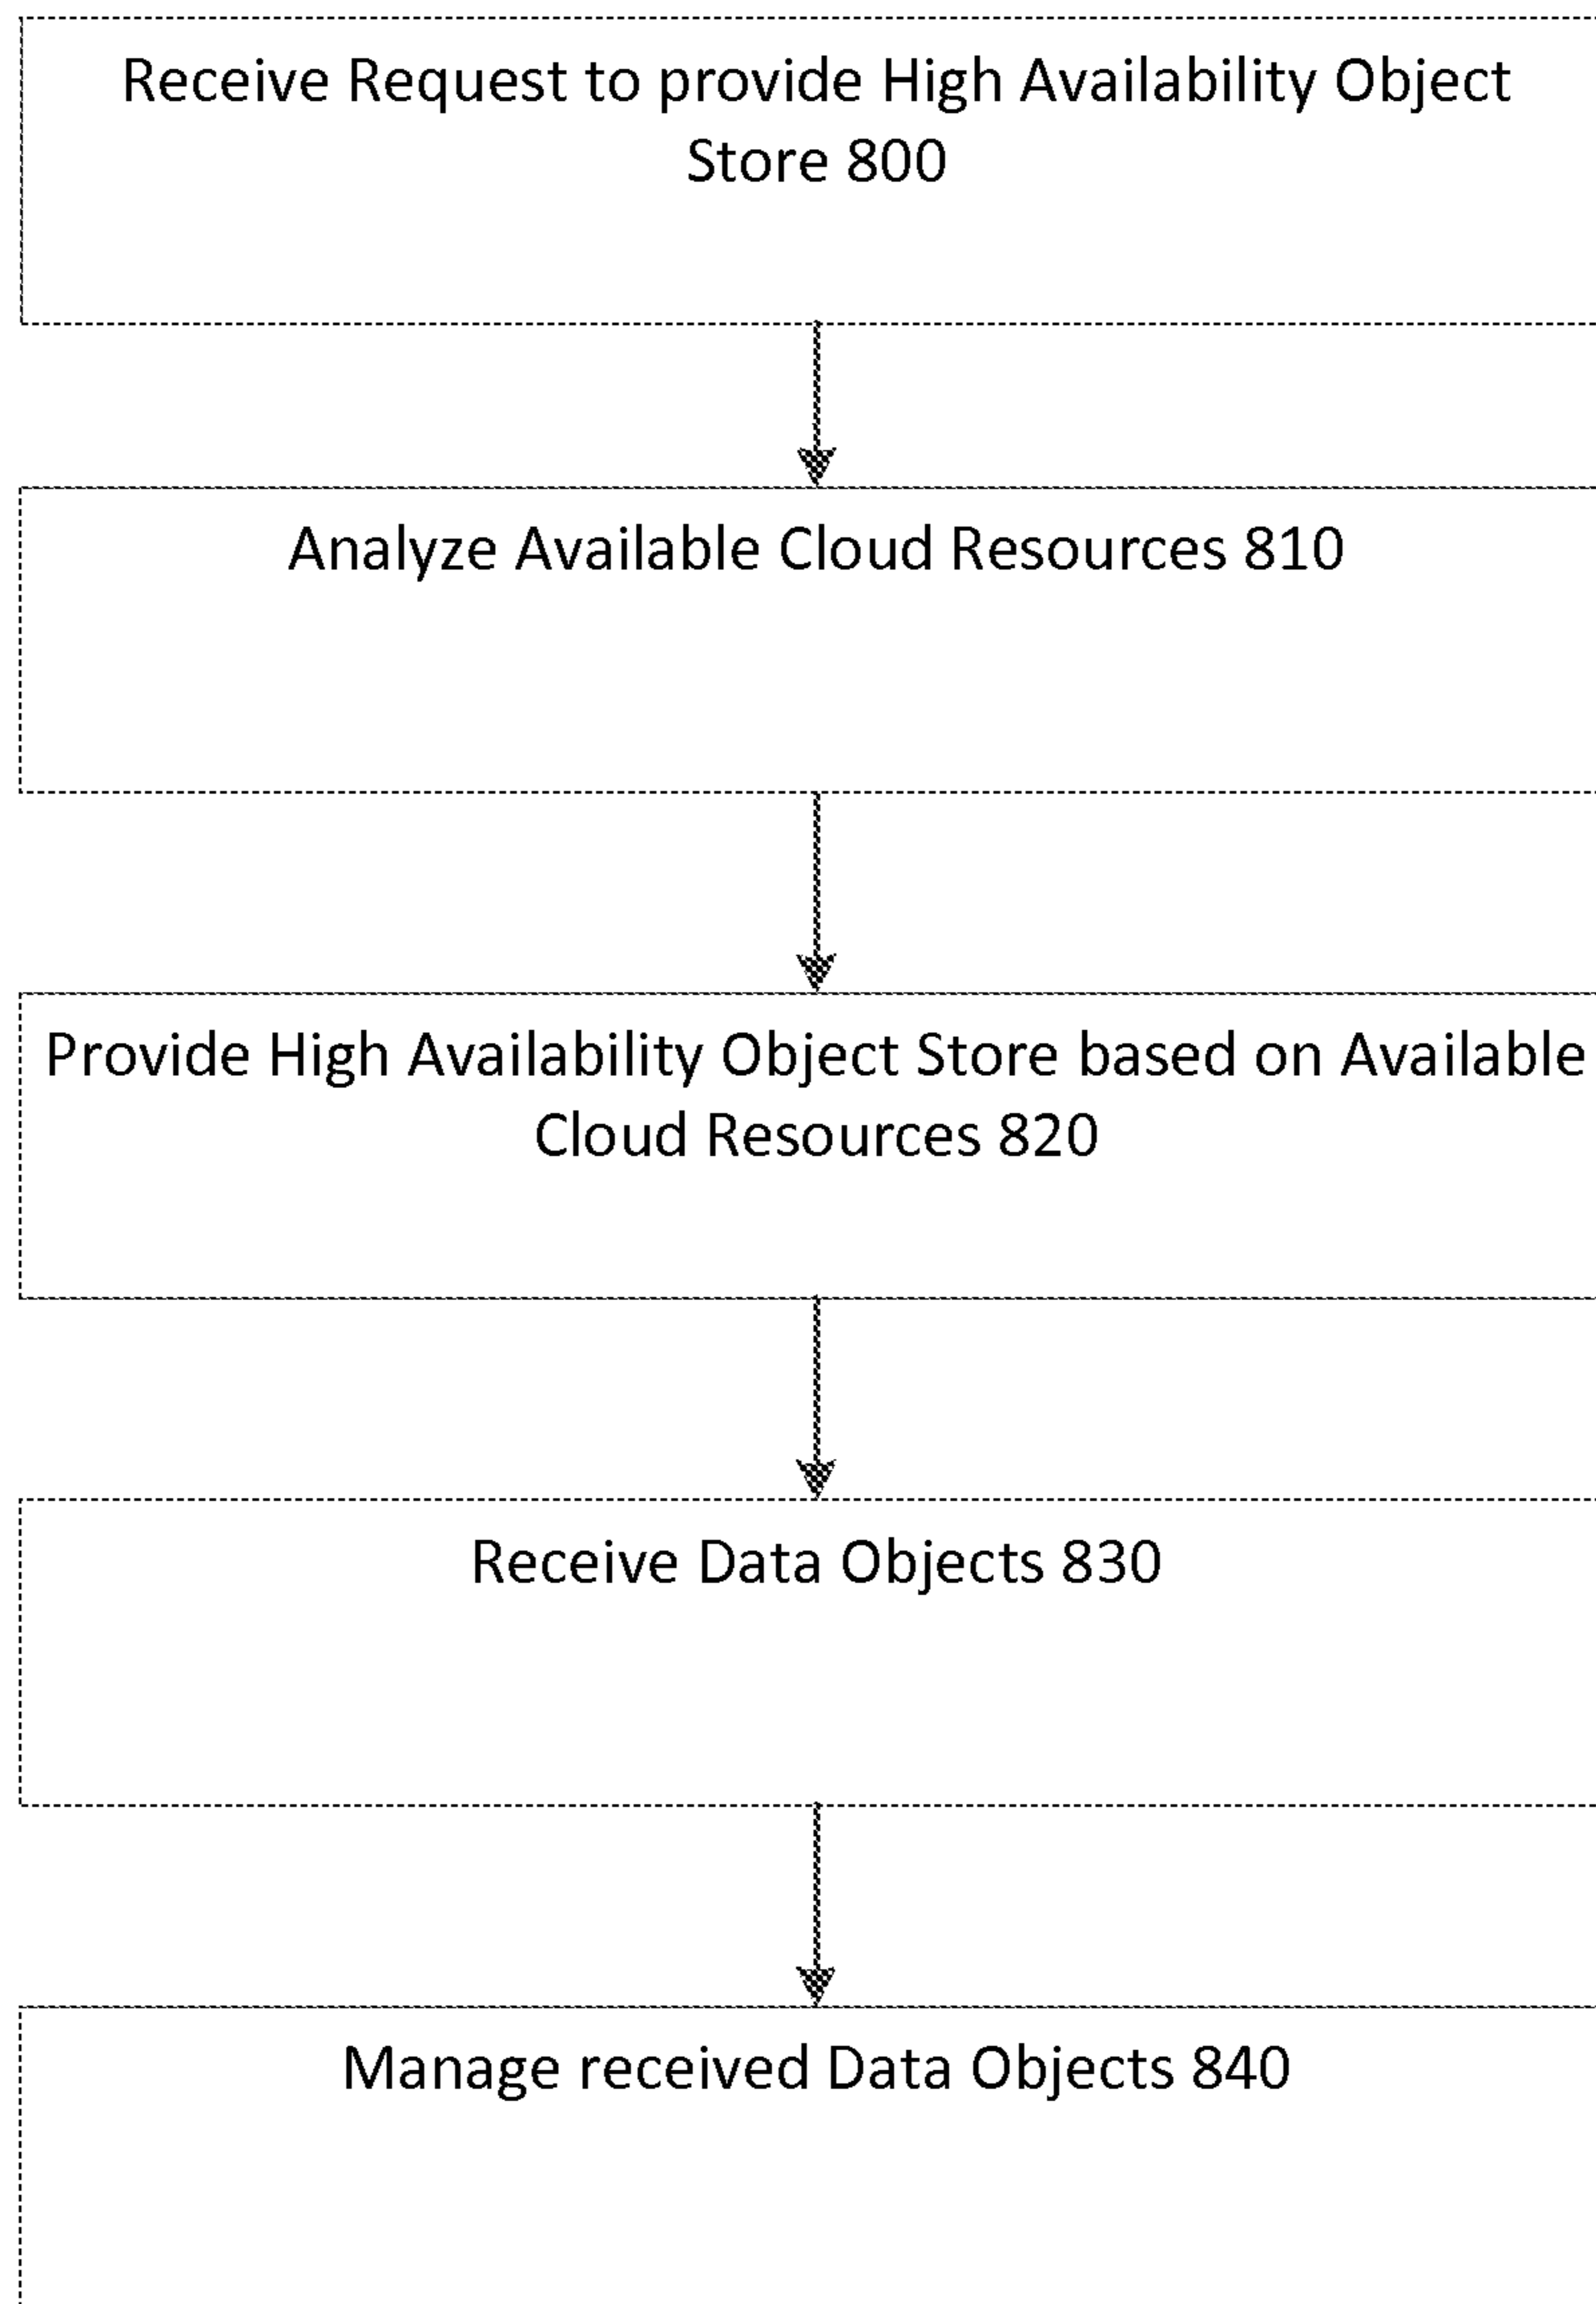 Receive Request to provide High Availability Object
Store 800
Analyze Available Cloud Resources 810
Provide High Availability Object Store based on Available
Cloud Resources 820
Receive Data Objects 830
Manage received Data Objects 840